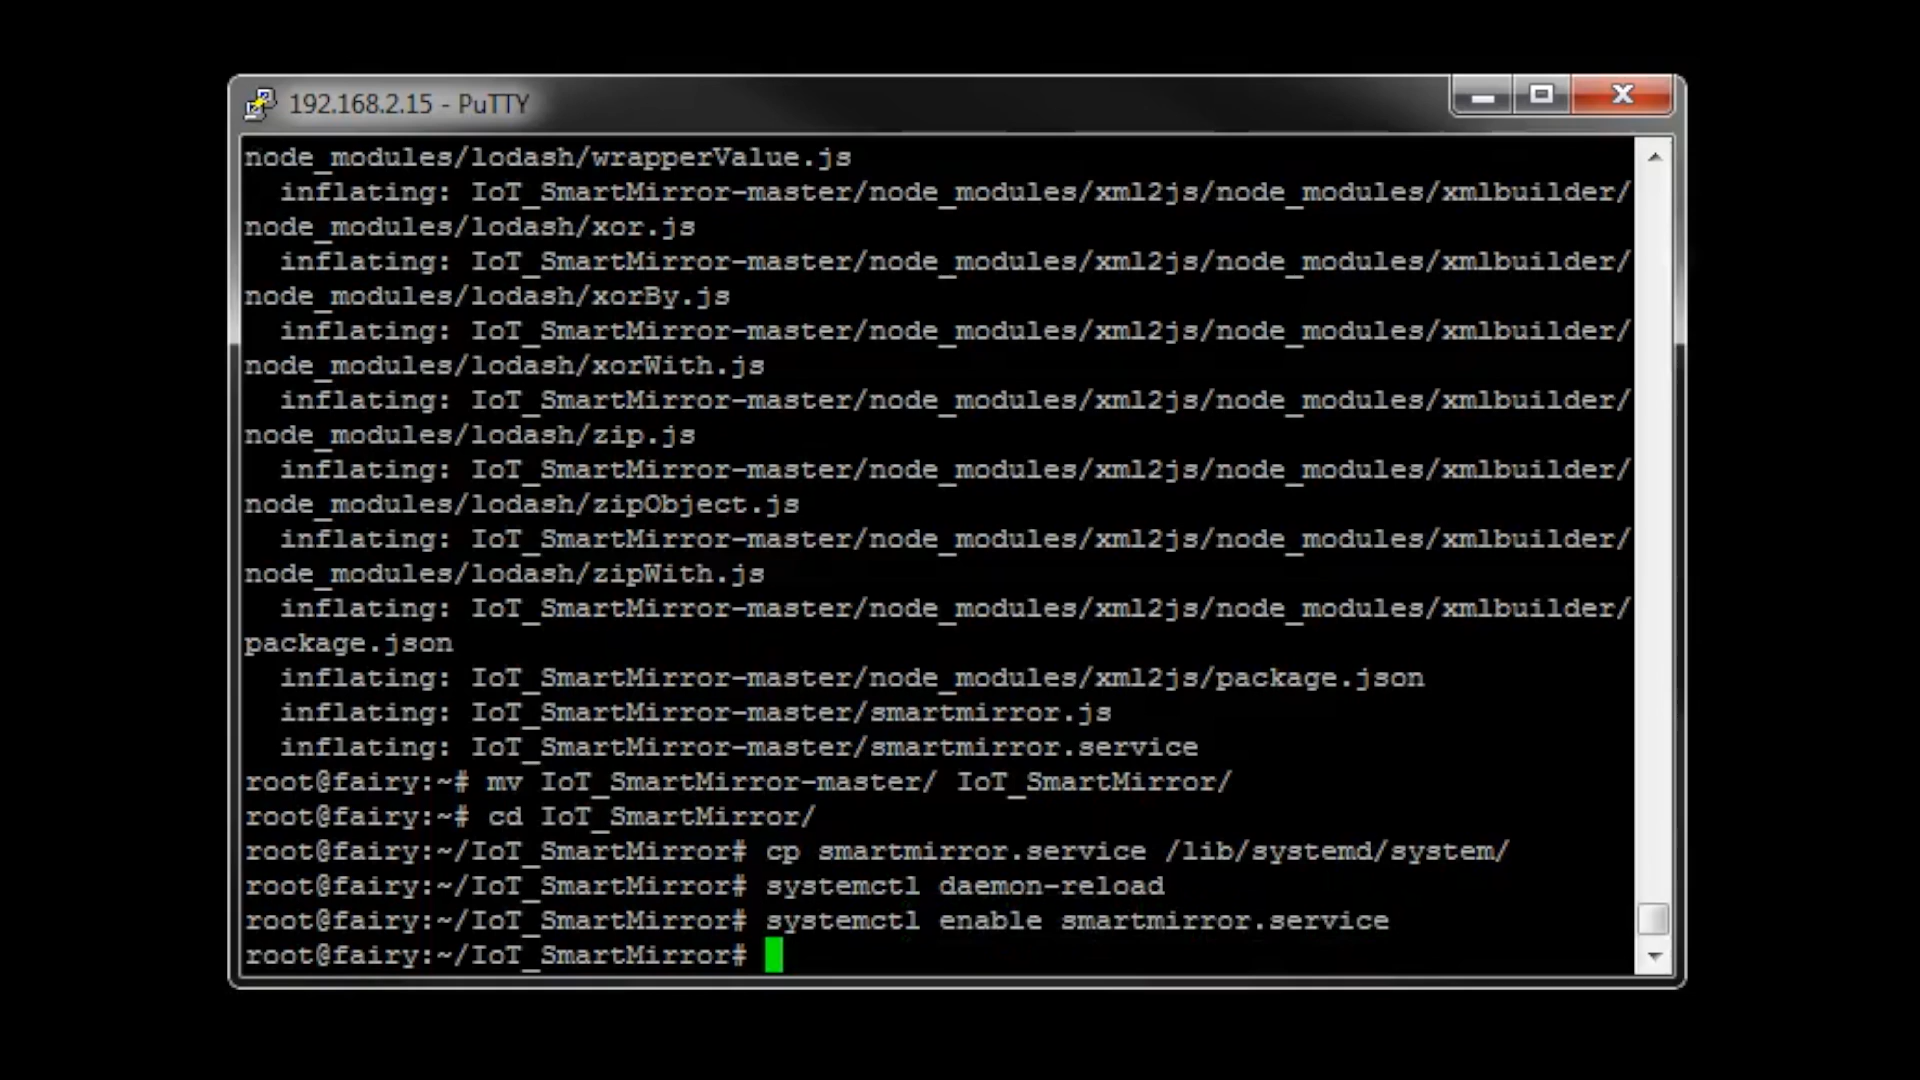 192.168.2.15 - PuTTY
node_modules/lodash/wrapperValue.js
  inflating: IoT_SmartMirror-master/node_modules/xml2js/node_modules/xmlbuilder/
node_modules/lodash/xor.js
  inflating: IoT_SmartMirror-master/node_modules/xml2js/node_modules/xmlbuilder/
node_modules/lodash/xorBy.js
  inflating: IoT_SmartMirror-master/node_modules/xml2js/node_modules/xmlbuilder/
node_modules/lodash/xorWith.js
  inflating: IoT_SmartMirror-master/node_modules/xml2js/node_modules/xmlbuilder/
node_modules/lodash/zip.js
  inflating: IoT_SmartMirror-master/node_modules/xml2js/node_modules/xmlbuilder/
node_modules/lodash/zipObject.js
  inflating: IoT_SmartMirror-master/node_modules/xml2js/node_modules/xmlbuilder/
node_modules/lodash/zipWith.js
  inflating: IoT_SmartMirror-master/node_modules/xml2js/node_modules/xmlbuilder/
package.json
  inflating: IoT_SmartMirror-master/node_modules/xml2js/package.json
  inflating: IoT_SmartMirror-master/smartmirror.js
  inflating: IoT_SmartMirror-master/smartmirror.service
root@fairy:~# mv IoT_SmartMirror-master/ IoT_SmartMirror/
root@fairy:~# cd IoT_SmartMirror/
root@fairy:~/IoT_SmartMirror# cp smartmirror.service /lib/systemd/system/
root@fairy:~/IoT_SmartMirror# systemctl daemon-reload
root@fairy:~/IoT_SmartMirror# systemctl enable smartmirror.service
root@fairy:~/IoT_SmartMirror#